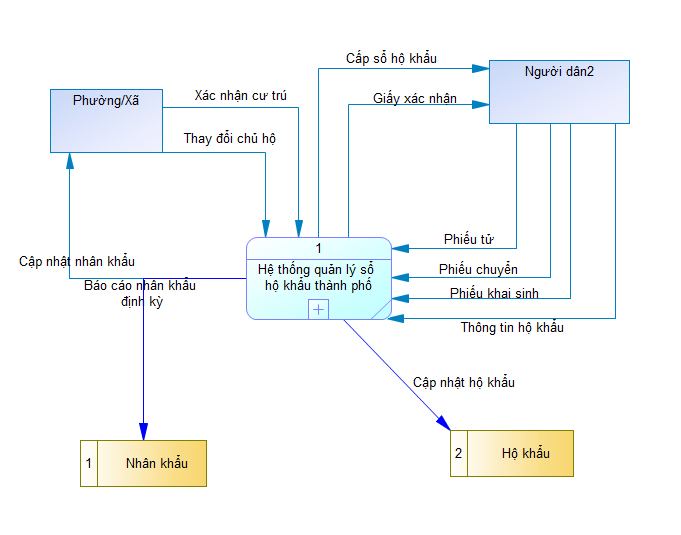 Cấp sổ hộ khẩu
Người dân2
Phường/Xã
Xác nhận cư trú
Giấy xác nhận
Thay đổi chủ hộ
Phiếu tử
1
Hệ thống quản lý sổ
hộ khẩu thành phố
Cập nhật nhân khẩu
Phiếu chuyển
Báo cáo nhân khẩu
định kỳ
Phiếu khai sinh
Thông tin hộ khẩu
Cập nhật hộ khẩu
1
Nhân khẩu
2
Hộ khẩu